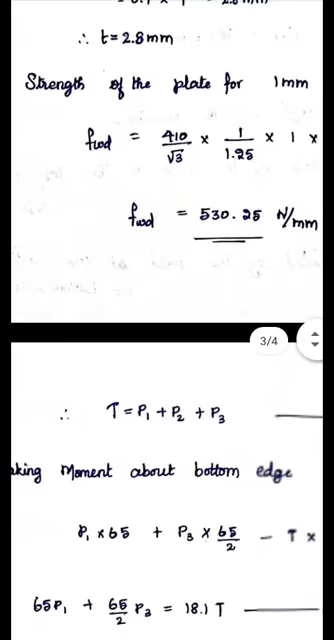 ∴ t = 2.8 mm
Strength of the plate for 1mm
fwd = 410/√3 × 1/1.25 × 1 ×
fwd = 530.25 N/mm
3/4
∴ T = P₁ + P₂ + P₃
aking Moment about bottom edge
P₁ × 65 + P₃ × 65/2 - T ×
65P₁ + 65/2 P₃ = 18.1 T